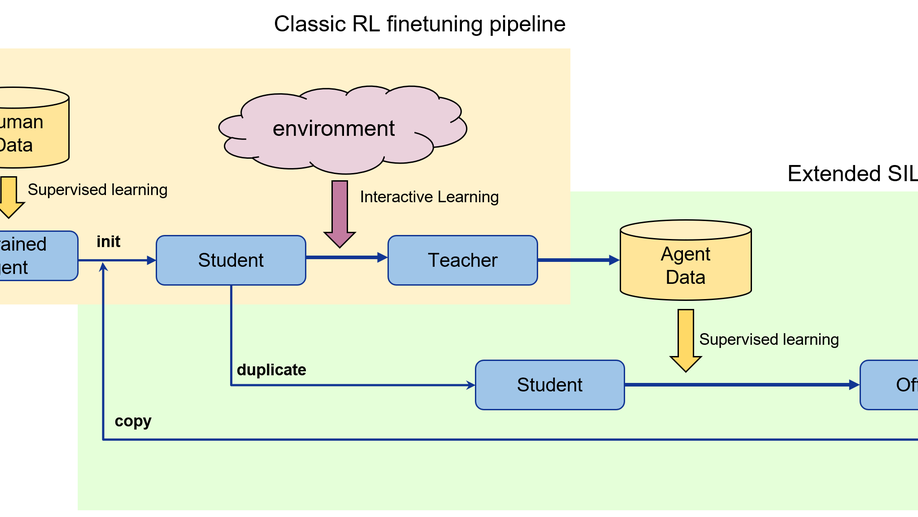 Classic RL finetuning pipeline
uman
Data
environment
Supervised learning
Interactive Learning
Extended SIL
ained
ent
init
Student
Teacher
Agent
Data
Supervised learning
duplicate
Student
Off
copy